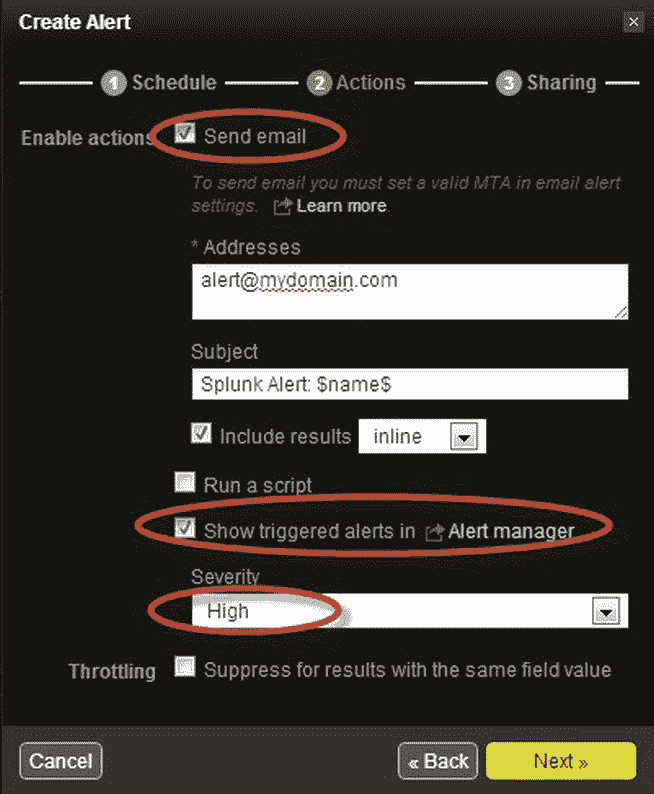 Create Alert
1 Schedule 2 Actions 3 Sharing
Enable actions Send email
To send email you must set a valid MTA in email alert
settings. Learn more.
* Addresses
alert@mydomain.com
Subject
Splunk Alert: $name$
Include results inline
Run a script
Show triggered alerts in Alert manager
Severity
High
Throttling Suppress for results with the same field value
Cancel « Back Next »